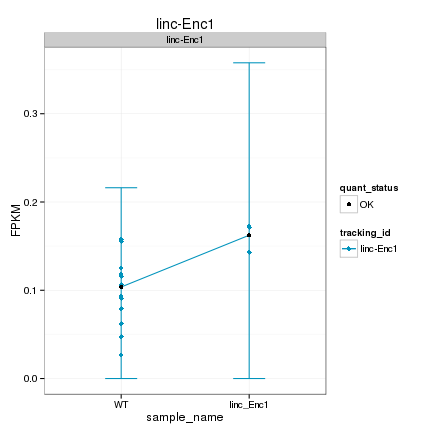 linc-Enc1
linc-Enc1
0.3
0.2
0.1
0.0
FPKM
WT
linc_Enc1
sample_name
quant_status
OK
tracking_id
linc-Enc1